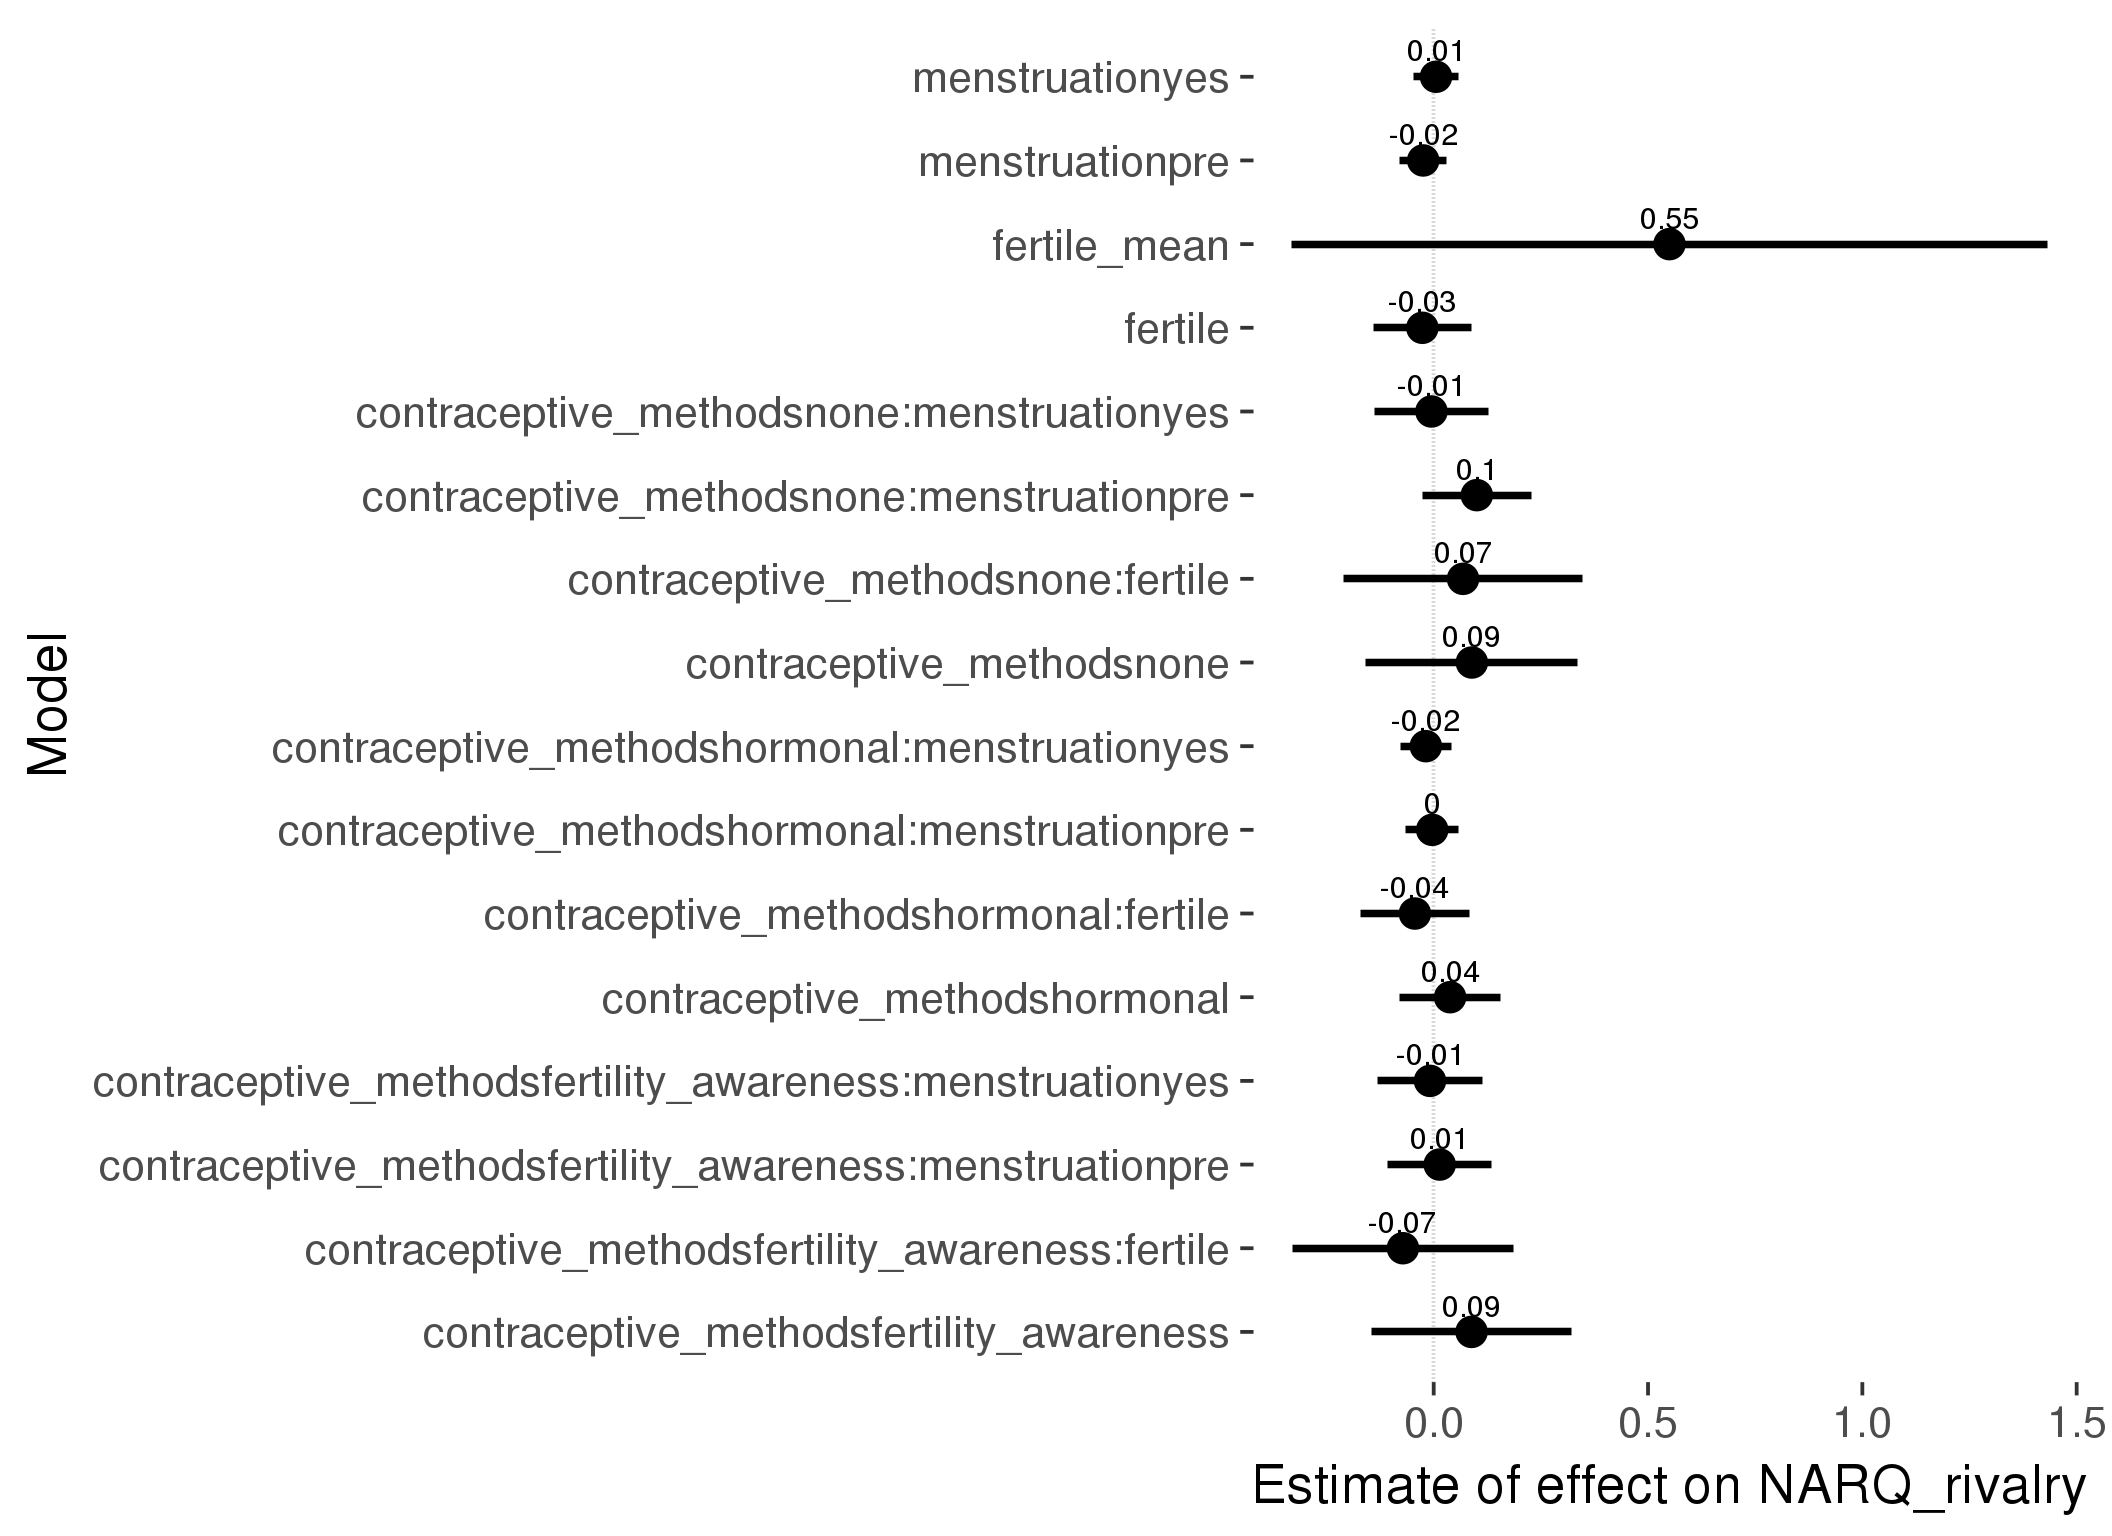 menstruationyes
0.01
menstruationpre
-0.02
fertile_mean
0.55
fertile
-0.03
contraceptive_methodsnone:menstruationyes
-0.01
contraceptive_methodsnone:menstruationpre
0.1
contraceptive_methodsnone:fertile
0.07
contraceptive_methodsnone
0.09
contraceptive_methodshormonal:menstruationyes
-0.02
contraceptive_methodshormonal:menstruationpre
0
contraceptive_methodshormonal:fertile
-0.04
contraceptive_methodshormonal
0.04
contraceptive_methodsfertility_awareness:menstruationyes
-0.01
contraceptive_methodsfertility_awareness:menstruationpre
0.01
contraceptive_methodsfertility_awareness:fertile
-0.07
contraceptive_methodsfertility_awareness
0.09
Model
0.0 0.5 1.0 1.5
Estimate of effect on NARQ_rivalry